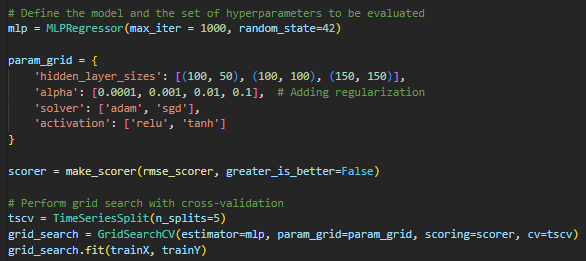 # Define the model and the set of hyperparameters to be evaluated
mlp = MLPRegressor(max_iter = 1000, random_state=42)
param_grid = {
    'hidden_layer_sizes': [(100, 50), (100, 100), (150, 150)],
    'alpha': [0.0001, 0.001, 0.01, 0.1],  # Adding regularization
    'solver': ['adam', 'sgd'],
    'activation': ['relu', 'tanh']
}
scorer = make_scorer(rmse_scorer, greater_is_better=False)
# Perform grid search with cross-validation
tscv = TimeSeriesSplit(n_splits=5)
grid_search = GridSearchCV(estimator=mlp, param_grid=param_grid, scoring=scorer, cv=tscv)
grid_search.fit(trainX, trainY)